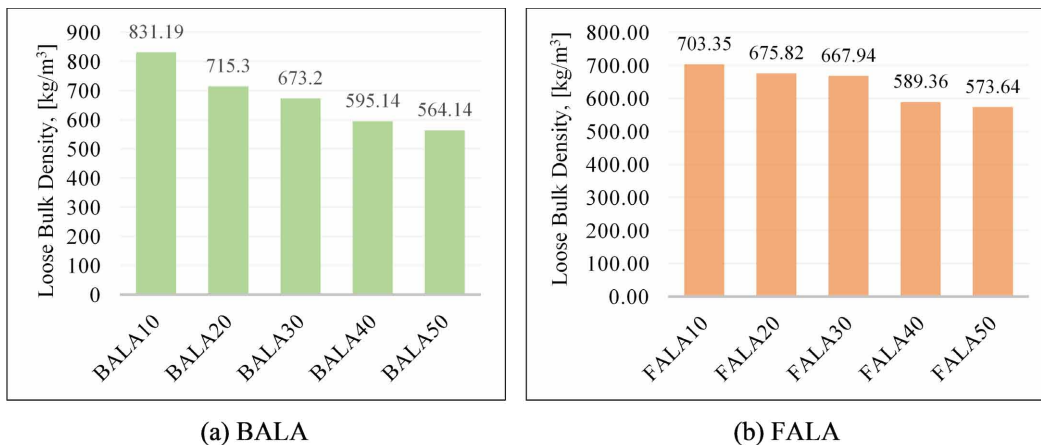 Loose Bulk Density, [kg/m³]
900
800
700
600
500
400
300
200
100
0
831.19
715.3
673.2
595.14
564.14
BALA10
BALA20
BALA30
BALA40
BALA50
(a) BALA
Loose Bulk Density, [kg/m³]
800.00
700.00
600.00
500.00
400.00
300.00
200.00
100.00
0.00
703.35
675.82
667.94
589.36
573.64
FALA10
FALA20
FALA30
FALA40
FALA50
(b) FALA